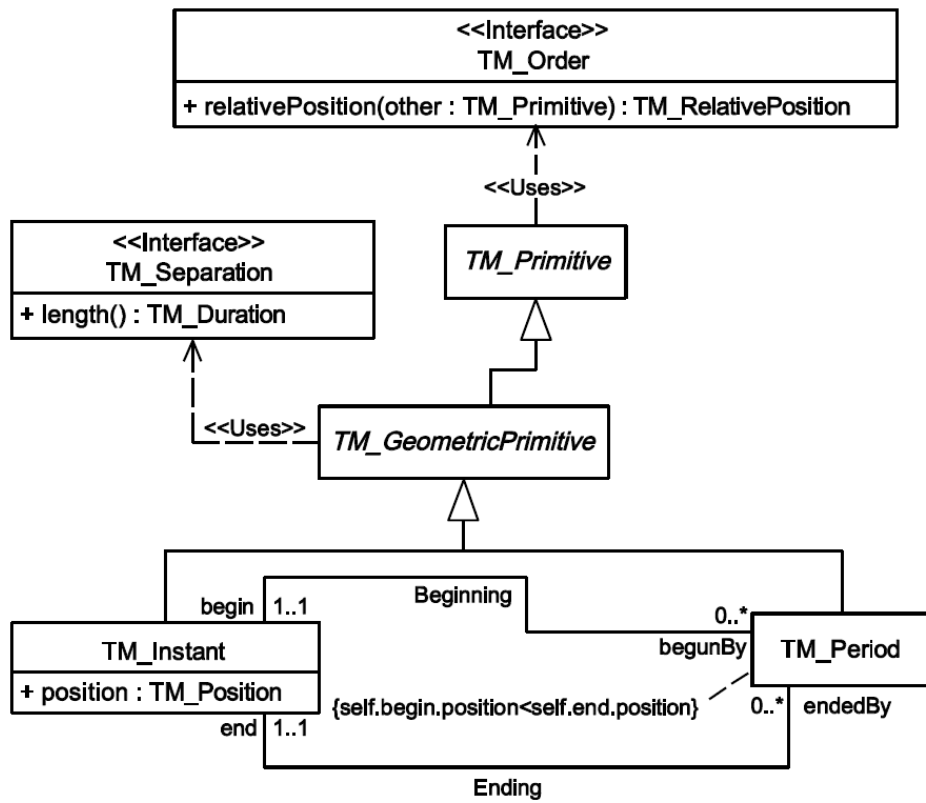 <<Interface>>
TM_Order
+ relativePosition(other : TM_Primitive) : TM_RelativePosition
<<Uses>>
TM_Primitive
<<Interface>>
TM_Separation
+ length() : TM_Duration
<<Uses>>
TM_GeometricPrimitive
begin
1..1
Beginning
0..*
begunBy
TM_Instant
+ position : TM_Position
TM_Period
{self.begin.position<self.end.position}
0..*
endedBy
end
1..1
Ending